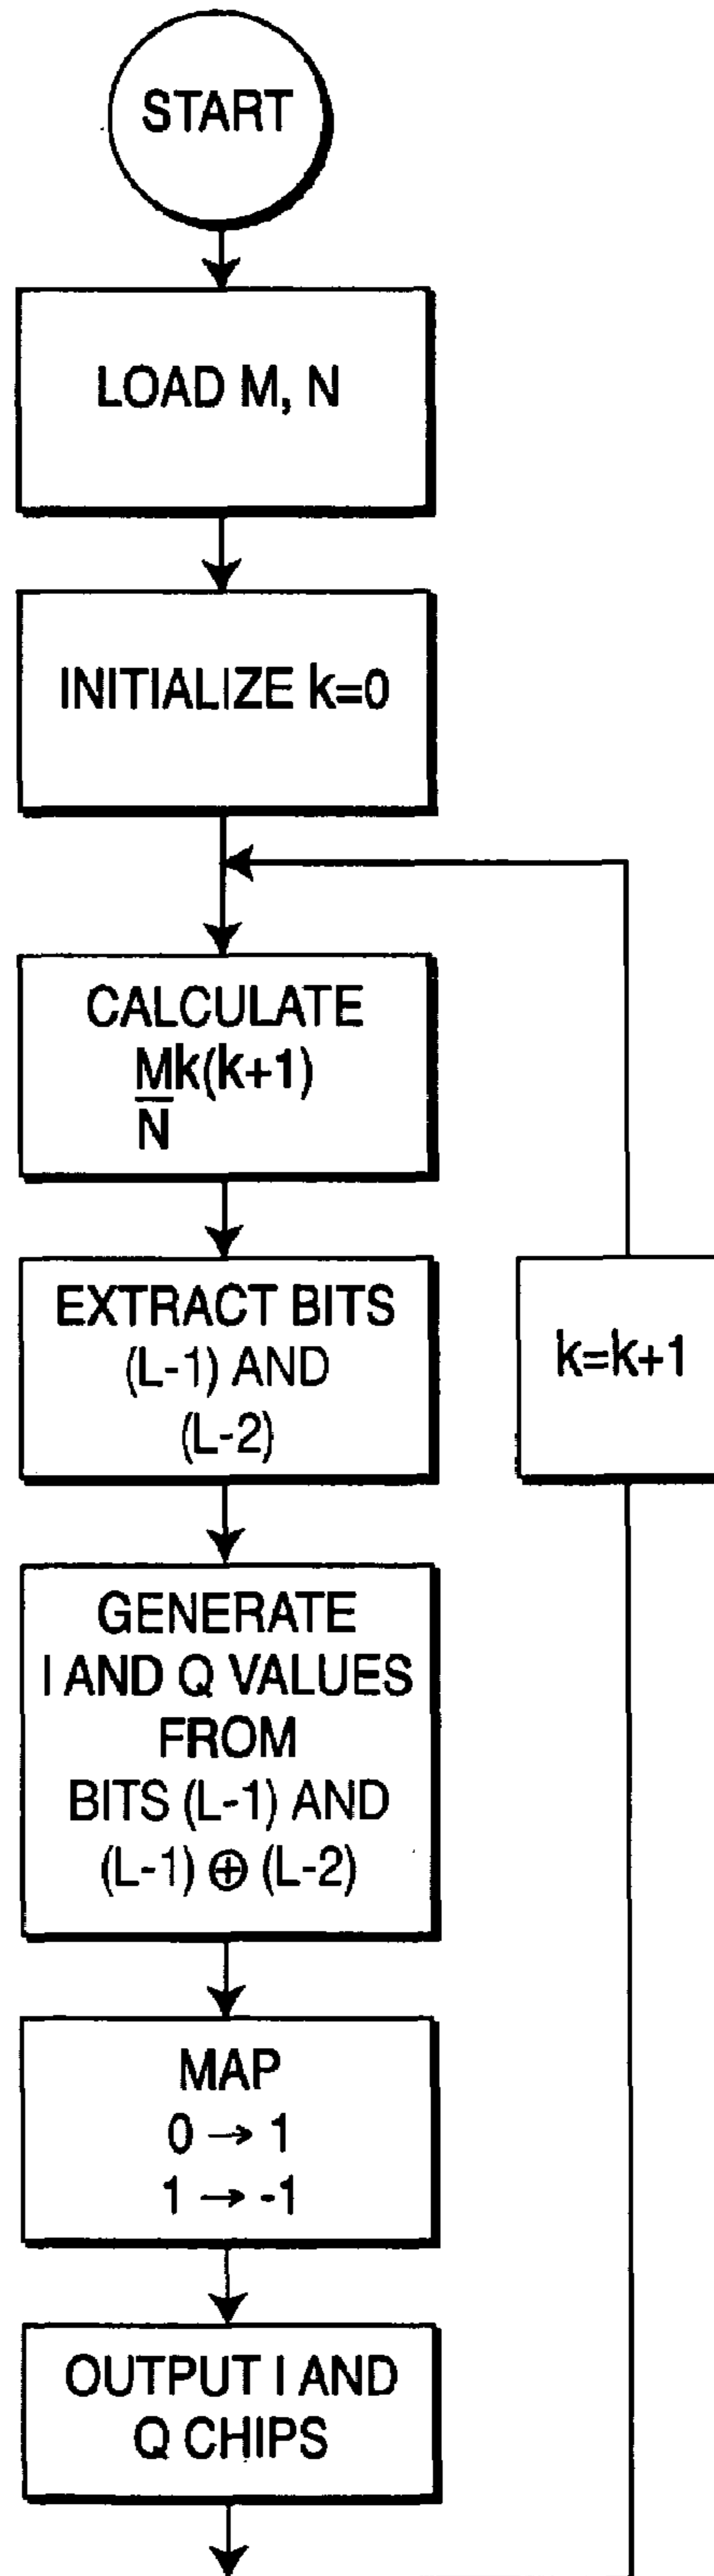 START
LOAD M, N
INITIALIZE k=0
CALCULATE
M/N k(k+1)
EXTRACT BITS
(L-1) AND
(L-2)
k=k+1
GENERATE
I AND Q VALUES
FROM
BITS (L-1) AND
(L-1) ⊕ (L-2)
MAP
0 → 1
1 → -1
OUTPUT I AND
Q CHIPS